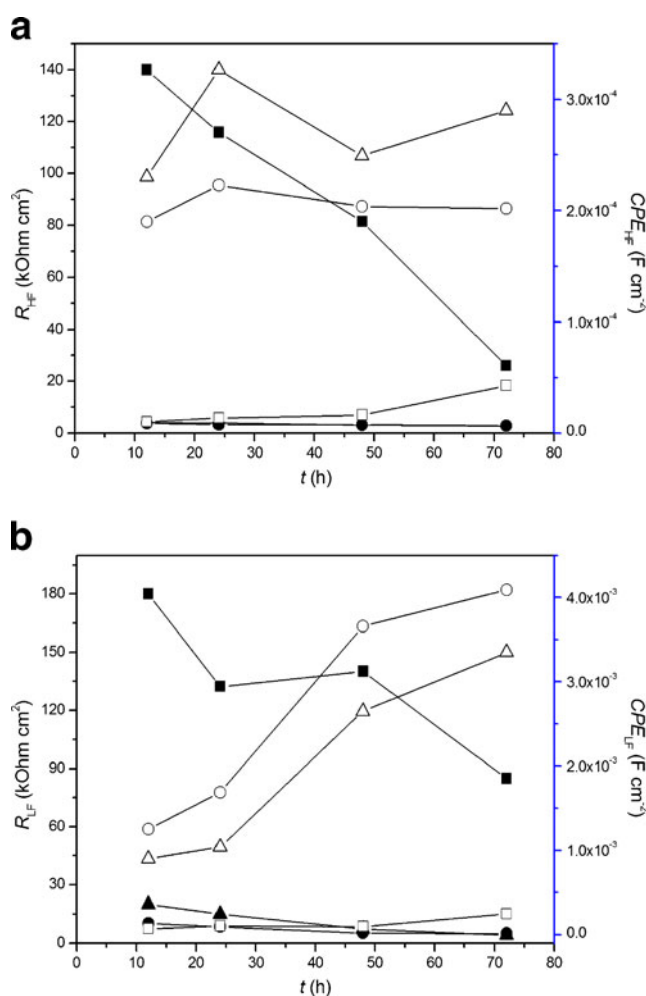 a
140
120
100
80
60
40
20
0
R_HF (kOhm cm²)
3.0x10⁻⁴
2.0x10⁻⁴
1.0x10⁻⁴
0.0
CPE_HF (F cm⁻²)
0 10 20 30 40 50 60 70 80
t (h)
b
180
150
120
90
60
30
0
R_LF (kOhm cm²)
4.0x10⁻³
3.0x10⁻³
2.0x10⁻³
1.0x10⁻³
0.0
CPE_LF (F cm⁻²)
0 10 20 30 40 50 60 70 80
t (h)